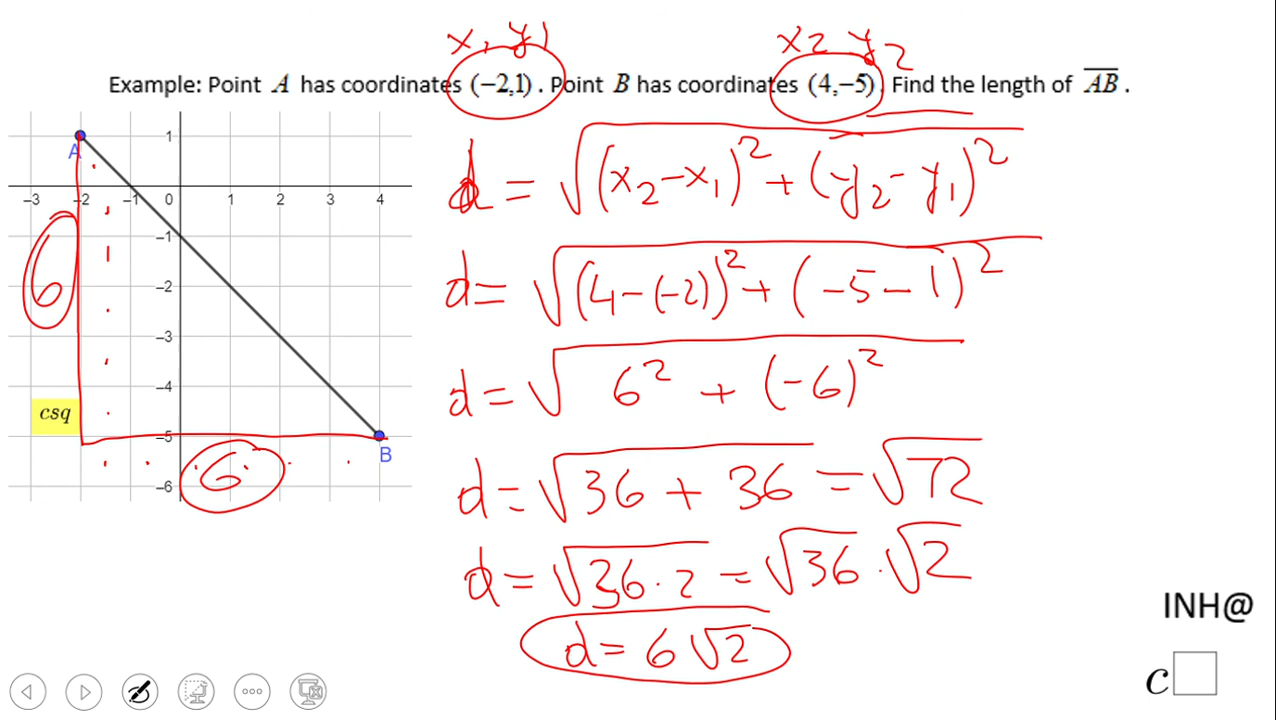 x₁ y1 x2 y2
Example: Point A has coordinates (−2,1). Point B has coordinates (4,−5). Find the length of AB.
d = √(x₂-x₁)² + (y₂-y₁)²
d = √(4-(-2))² + (-5-1)²
d = √6² + (-6)²
d = √36 + 36 = √72
d = √36·2 = √36·√2
d = 6√2
A
1
−3 −2 −1 0 1 2 3 4
−1
−2
−3
−4
−5
−6
B
6
6
csq
INH@
c